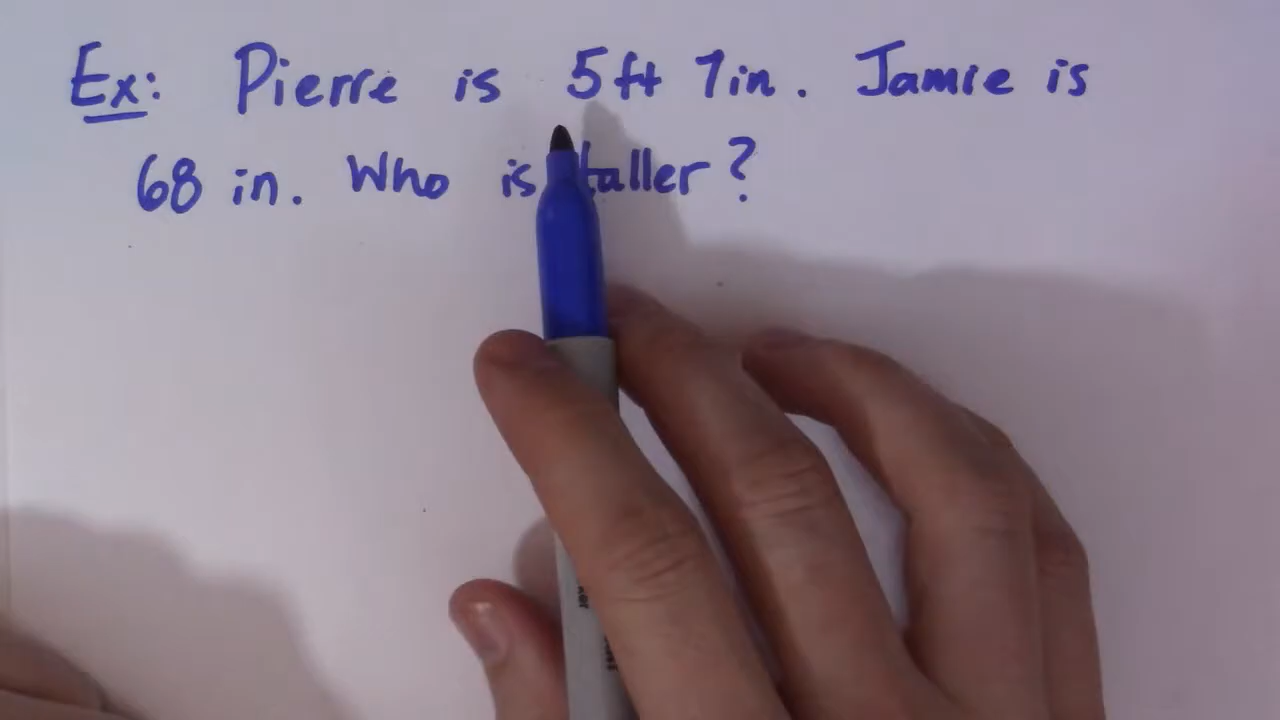 Ex: Pierre is 5ft 7in. Jamie is
68 in. Who is taller?